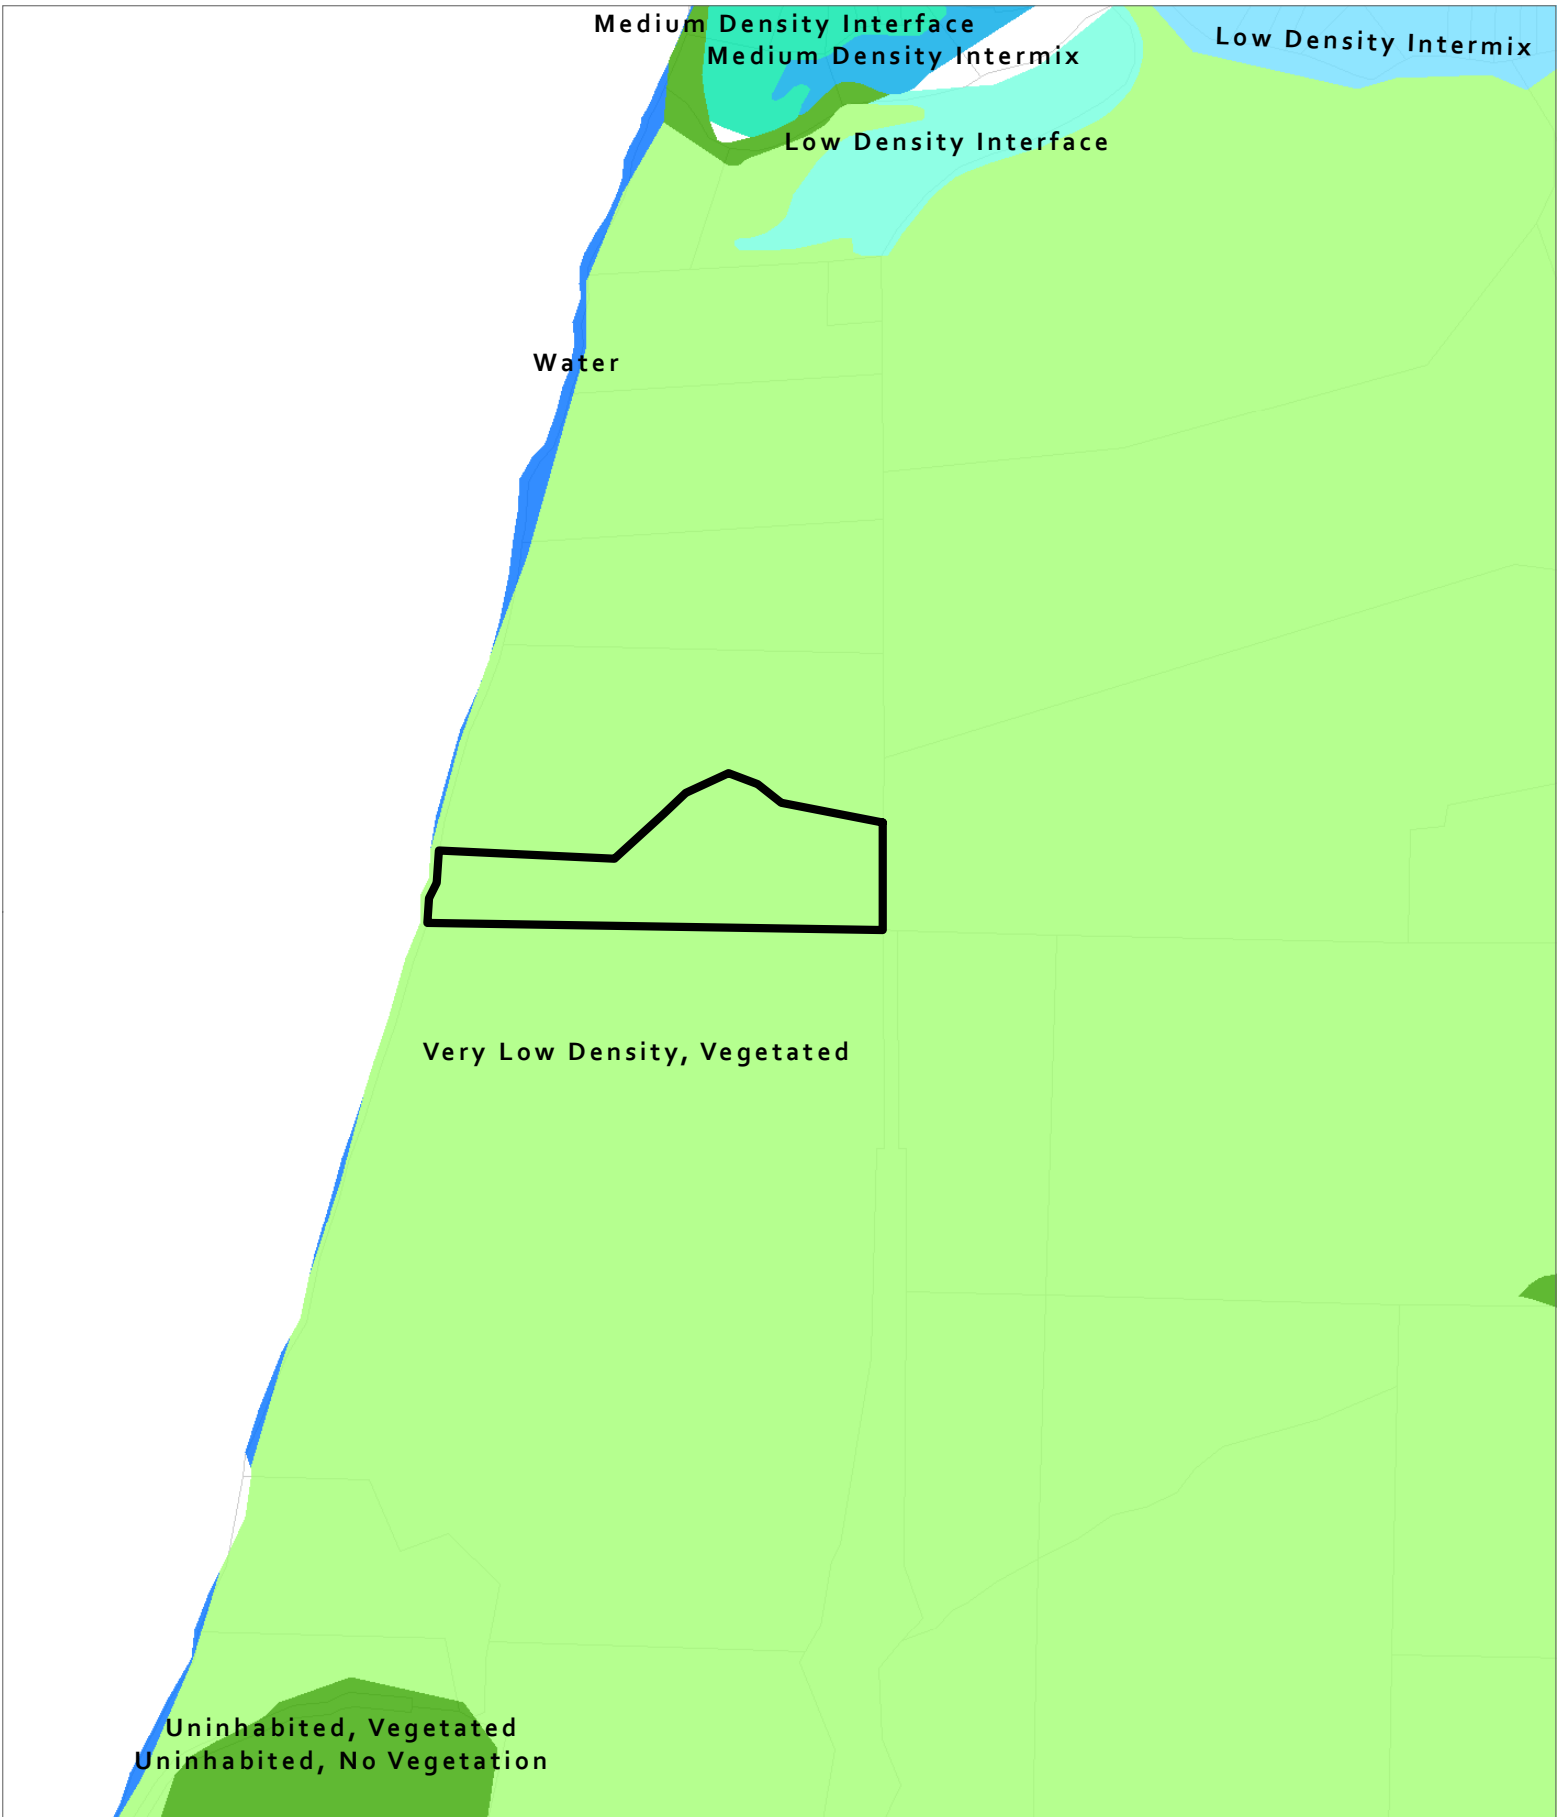 Medium Density Interface
Medium Density Intermix
Low Density Intermix
Low Density Interface
Water
Very Low Density, Vegetated
Uninhabited, Vegetated
Uninhabited, No Vegetation